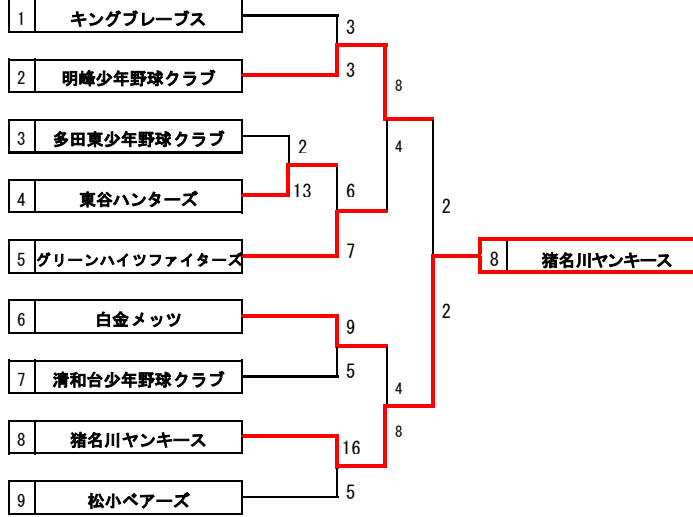 1 キングブレーブス
3
3
2 明峰少年野球クラブ
8
3 多田東少年野球クラブ
2
4
13
4 東谷ハンターズ
6
2
7
5 グリーンハイツファイターズ
8 猪名川ヤンキース
6 白金メッツ
9
2
5
7 清和台少年野球クラブ
4
8
8 猪名川ヤンキース
16
5
9 松小ベアーズ